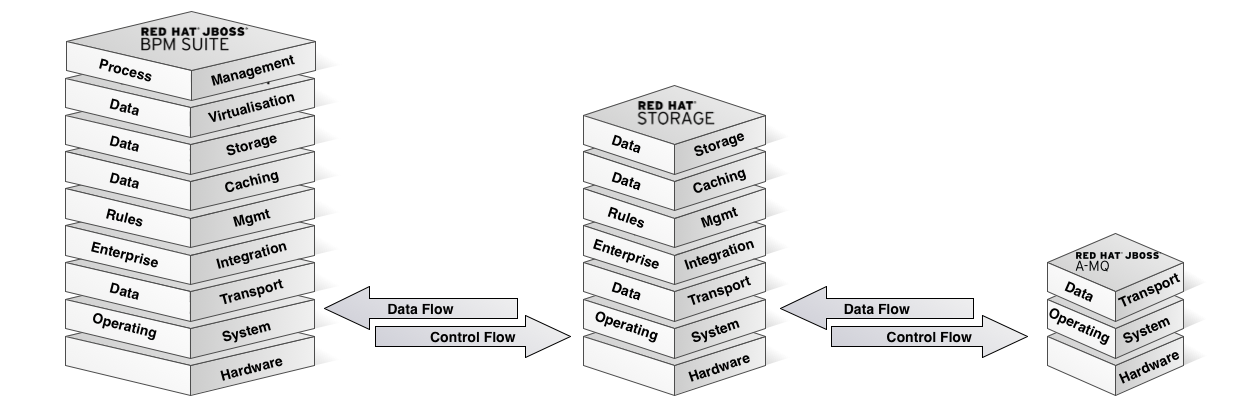 RED HAT® JBOSS®
BPM SUITE
Process Management
Data Virtualisation
Data Storage
Data Caching
Rules Mgmt
Enterprise Integration
Data Transport
Operating System
Hardware
Data Flow
Control Flow
RED HAT®
STORAGE
Data Storage
Data Caching
Rules Mgmt
Enterprise Integration
Data Transport
Operating System
Hardware
Data Flow
Control Flow
RED HAT® JBOSS®
A-MQ
Data Transport
Operating System
Hardware